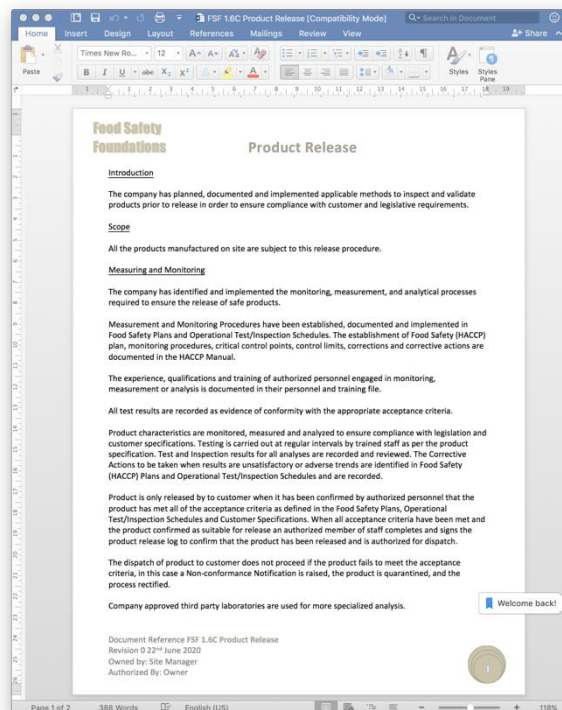 FSF 1.6C Product Release [Compatibility Mode]
Search in Document
Home Insert Design Layout References Mailings Review View Share
Times New Ro... 12
Paste
Styles
Styles
Pane
Food Safety
Foundations
Product Release
Introduction
The company has planned, documented and implemented applicable methods to inspect and validate
products prior to release in order to ensure compliance with customer and legislative requirements.
Scope
All the products manufactured on site are subject to this release procedure.
Measuring and Monitoring
The company has identified and implemented the monitoring, measurement, and analytical processes
required to ensure the release of safe products.
Measurement and Monitoring Procedures have been established, documented and implemented in
Food Safety Plans and Operational Test/Inspection Schedules. The establishment of Food Safety (HACCP)
plan, monitoring procedures, critical control points, control limits, corrections and corrective actions are
documented in the HACCP Manual.
The experience, qualifications and training of authorized personnel engaged in monitoring,
measurement or analysis is documented in their personnel and training file.
All test results are recorded as evidence of conformity with the appropriate acceptance criteria.
Product characteristics are monitored, measured and analyzed to ensure compliance with legislation and
customer specifications. Testing is carried out at regular intervals by trained staff as per the product
specification. Test and Inspection results for all analyses are recorded and reviewed. The Corrective
Actions to be taken when results are unsatisfactory or adverse trends are identified in Food Safety
(HACCP) Plans and Operational Test/Inspection Schedules and are recorded.
Product is only released by to customer when it has been confirmed by authorized personnel that the
product has met all of the acceptance criteria as defined in the Food Safety Plans, Operational
Test/Inspection Schedules and Customer Specifications. When all acceptance criteria have been met and
the product confirmed as suitable for release an authorized member of staff completes and signs the
product release log to confirm that the product has been released and is authorized for dispatch.
The dispatch of product to customer does not proceed if the product fails to meet the acceptance
criteria, in this case a Non-conformance Notification is raised, the product is quarantined, and the
process rectified.
Company approved third party laboratories are used for more specialized analysis.
Welcome back!
Document Reference FSF 1.6C Product Release
Revision 0 22nd June 2020
Owned by: Site Manager
Authorized By: Owner
1
Page 1 of 2 388 Words English (US) 118%